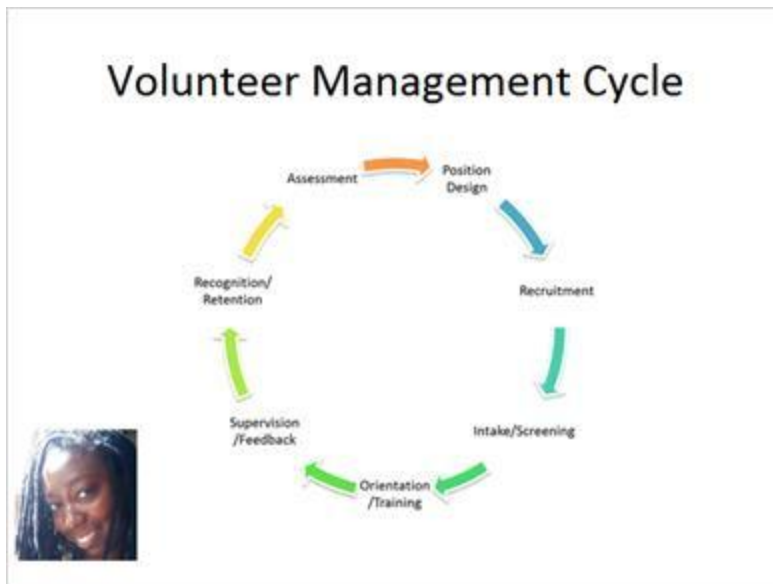 Volunteer Management Cycle
Assessment
Position
Design
Recruitment
Intake/Screening
Orientation
/Training
Supervision
/Feedback
Recognition/
Retention